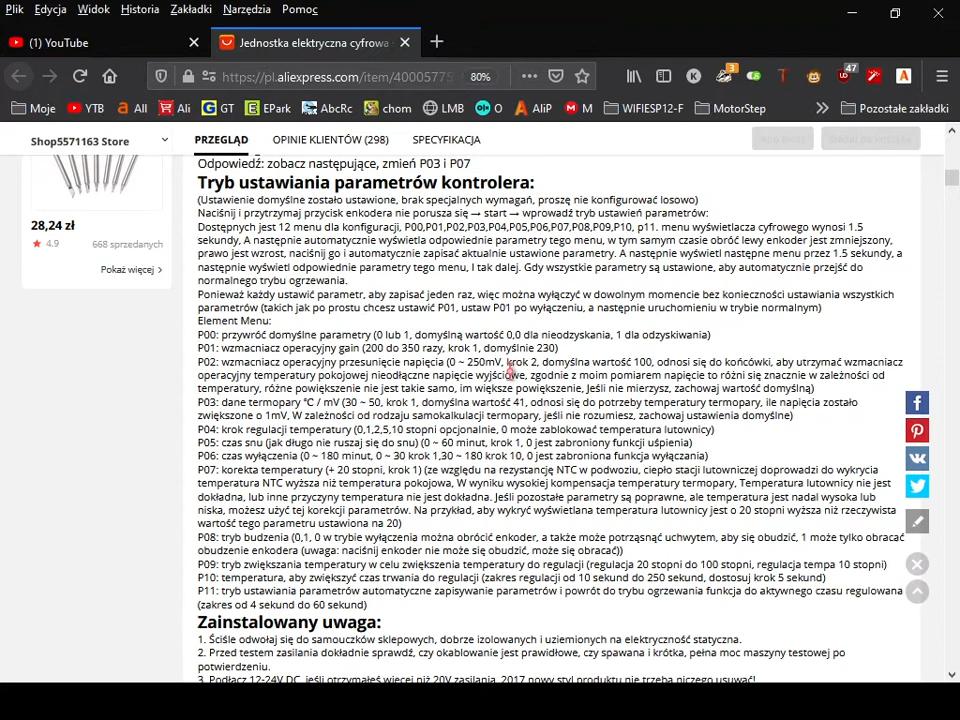 Plik Edycja Widok Historia Zakładki Narzędzia Pomoc
(1) YouTube
Jednostka elektryczna cyfrowa
https://pl.aliexpress.com/item/40005775
80%
Moje YTB All Ali GT EPark AbcRc chom LMB O AliP M WIFIESP12-F MotorStep Pozostałe zakładki
Shop5571163 Store
PRZEGLĄD OPINIE KLIENTÓW (298) SPECYFIKACJA
28,24 zł
4.9 668 sprzedanych
Pokaż więcej
Odpowiedź: zobacz następujące, zmień P03 i P07
Tryb ustawiania parametrów kontrolera:
(Ustawienie domyślne zostało ustawione, brak specjalnych wymagań, proszę nie konfigurować losowo)
Naciśnij i przytrzymaj przycisk enkodera nie porusza się → start → wprowadź tryb ustawień parametrów:
Dostępnych jest 12 menu dla konfiguracji, P00,P01,P02,P03,P04,P05,P06,P07,P08,P09,P10, p11. menu wyświetlacza cyfrowego wynosi 1.5
sekundy, A następnie automatycznie wyświetla odpowiednie parametry tego menu, w tym samym czasie obróć lewy enkoder jest zmniejszony,
prawo jest wzrost, naciśnij go i automatycznie zapisać aktualnie ustawione parametry. A następnie wyświetl następne menu przez 1.5 sekundy, a
następnie wyświetl odpowiednie parametry tego menu, I tak dalej. Gdy wszystkie parametry są ustawione, aby automatycznie przejść do
normalnego trybu ogrzewania.
Ponieważ każdy ustawić parametr, aby zapisać jeden raz, więc można wyłączyć w dowolnym momencie bez konieczności ustawiania wszystkich
parametrów (takich jak po prostu chcesz ustawić P01, ustaw P01 po wyłączeniu, a następnie uruchomieniu w trybie normalnym)
Element Menu:
P00: przywróć domyślne parametry (0 lub 1, domyślną wartość 0,0 dla nieodzyskania, 1 dla odzyskiwania)
P01: wzmacniacz operacyjny gain (200 do 350 razy, krok 1, domyślnie 230)
P02: wzmacniacz operacyjny przesunięcie napięcia (0 ~ 250mV, krok 2, domyślna wartość 100, odnosi się do końcówki, aby utrzymać wzmacniacz
operacyjny temperatury pokojowej nieodłączne napięcie wyjściowe, zgodnie z moim pomiarem napięcie to różni się znacznie w zależności od
temperatury, różne powiększenie nie jest takie samo, im większe powiększenie, Jeśli nie mierzysz, zachowaj wartość domyślną)
P03: dane termopary ℃ / mV (30 ~ 50, krok 1, domyślna wartość 41, odnosi się do potrzeby temperatury termopary, ile napięcia zostało
zwiększone o 1mV, W zależności od rodzaju samokalkulacji termopary, jeśli nie rozumiesz, zachowaj ustawienia domyślne)
P04: krok regulacji temperatury (0,1,2,5,10 stopni opcjonalnie, 0 może zablokować temperatura lutownicy)
P05: czas snu (jak długo nie ruszaj się do snu) (0 ~ 60 minut, krok 1, 0 jest zabroniony funkcji uśpienia)
P06: czas wyłączenia (0 ~ 180 minut, 0 ~ 30 krok 1,30 ~ 180 krok 10, 0 jest zabroniona funkcja wyłączania)
P07: korekta temperatury (+ 20 stopni, krok 1) (ze względu na rezystancję NTC w podwoziu, ciepło stacji lutowniczej doprowadzi do wykrycia
temperatura NTC wyższa niż temperatura pokojowa, W wyniku wysokiej kompensacja temperatury termopary, Temperatura lutownicy nie jest
dokładna, lub inne przyczyny temperatura nie jest dokładna. Jeśli pozostałe parametry są poprawne, ale temperatura jest nadal wysoka lub
niska, możesz użyć tej korekcji parametrów. Na przykład, aby wykryć wyświetlana temperatura lutownicy jest o 20 stopni wyższa niż rzeczywista
wartość tego parametru ustawiona na 20)
P08: tryb budzenia (0,1, 0 w trybie wyłączenia można obrócić enkoder, a także może potrząsnąć uchwytem, aby się obudzić, 1 może tylko obracać
obudzenie enkodera (uwaga: naciśnij enkoder nie może się obudzić, może się obracać))
P09: tryb zwiększania temperatury w celu zwiększenia temperatury do regulacji (regulacja 20 stopni do 100 stopni, regulacja tempa 10 stopni)
P10: temperatura, aby zwiększyć czas trwania do regulacji (zakres regulacji od 10 sekund do 250 sekund, dostosuj krok 5 sekund)
P11: tryb ustawiania parametrów automatyczne zapisywanie parametrów i powrót do trybu ogrzewania funkcja do aktywnego czasu regulowana
(zakres od 4 sekund do 60 sekund)
Zainstalowany uwaga:
1. Ściśle odwołaj się do samouczków sklepowych, dobrze izolowanych i uziemionych na elektryczność statyczna.
2. Przed testem zasilania dokładnie sprawdź, czy okablowanie jest prawidłowe, czy spawana i krótka, pełna moc maszyny testowej po
potwierdzeniu.
3. Podłącz 12-24V DC, jeśli otrzymałeś więcej niż 20V zasilania, 2017 nowy styl produktu nie trzeba niczego usuwać!